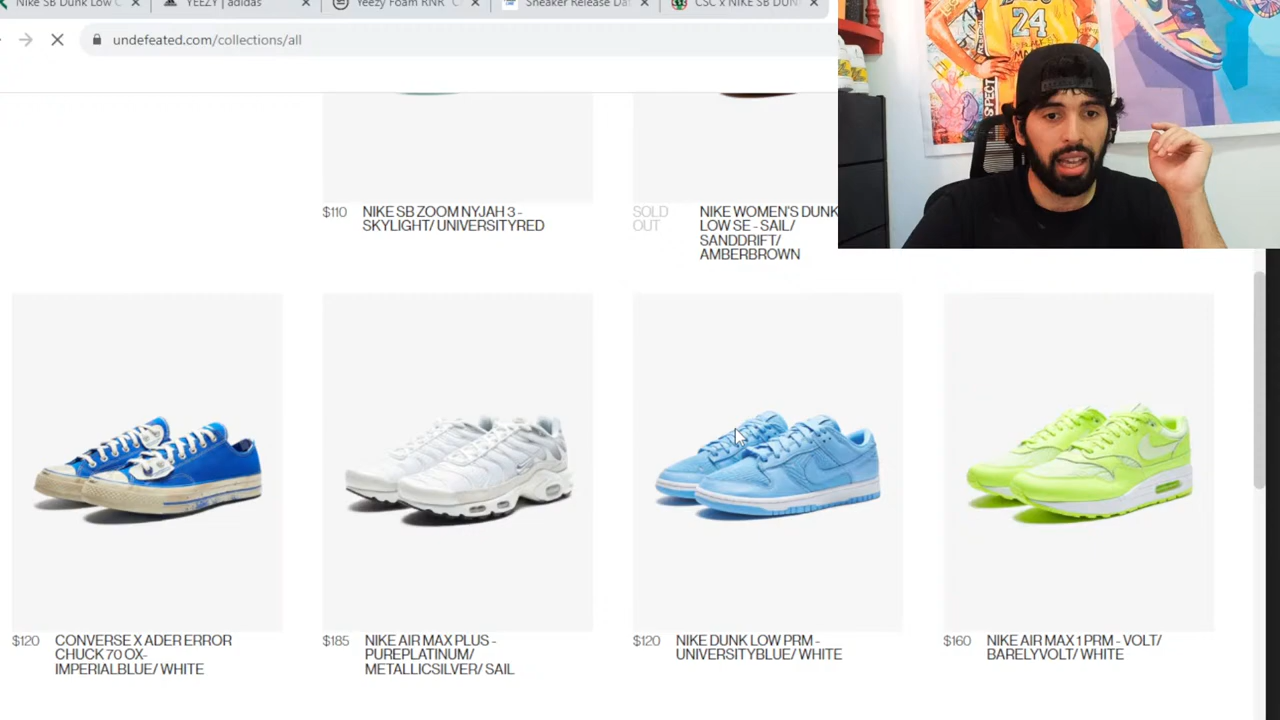 Nike SB Dunk Low C
YEEZY | adidas
Yeezy Foam RNR
Sneaker Release Da
CSC x NIKE SB DUN
undefeated.com/collections/all
24
$110 NIKE SB ZOOM NYJAH 3 -
SKYLIGHT/ UNIVERSITYRED
SOLD
OUT
NIKE WOMEN'S DUNK
LOW SE - SAIL/
SANDDRIFT/
AMBERBROWN
$120 CONVERSE X ADER ERROR
CHUCK 70 OX-
IMPERIALBLUE/ WHITE
$185 NIKE AIR MAX PLUS -
PUREPLATINUM/
METALLICSILVER/ SAIL
$120 NIKE DUNK LOW PRM -
UNIVERSITYBLUE/ WHITE
$160 NIKE AIR MAX 1 PRM - VOLT/
BARELYVOLT/ WHITE